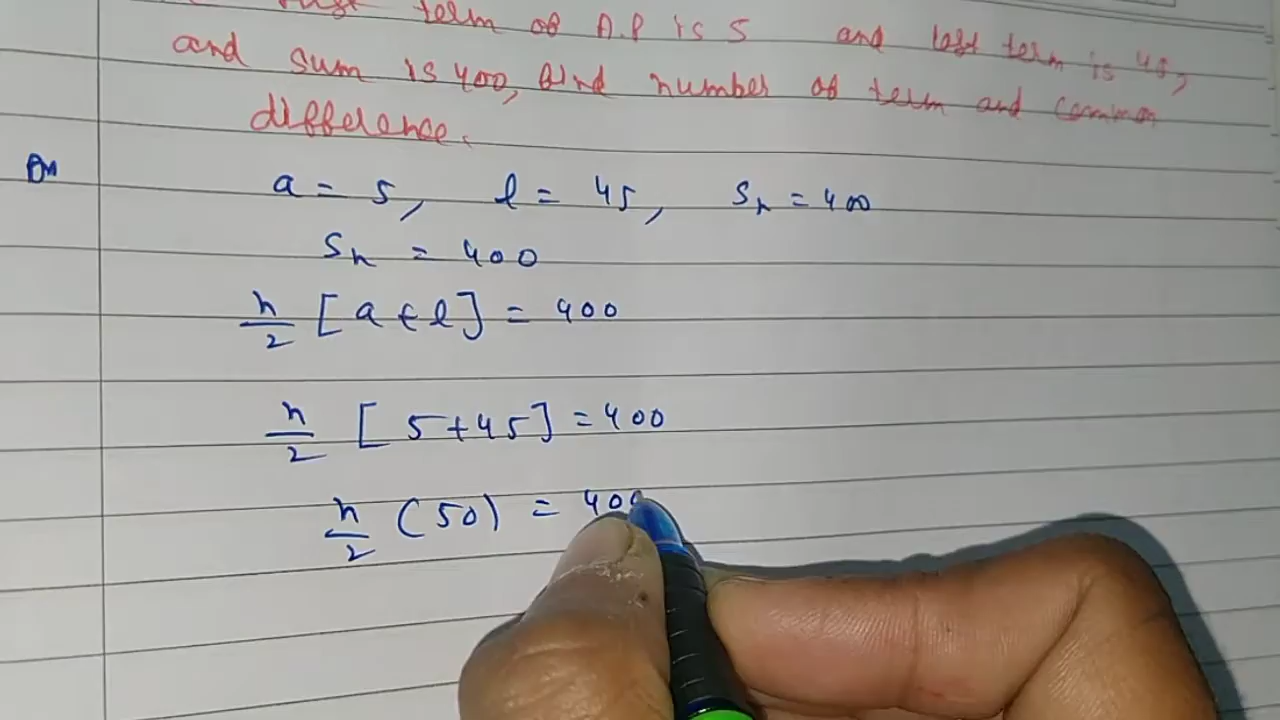 first term of A.P is 5 and last term is 45,
and sum is 400, find number of term and common
difference.
a = 5, l = 45, Sn = 400
Sn = 400
n/2 [a + l] = 400
n/2 [5+45] = 400
n/2 (50) = 400